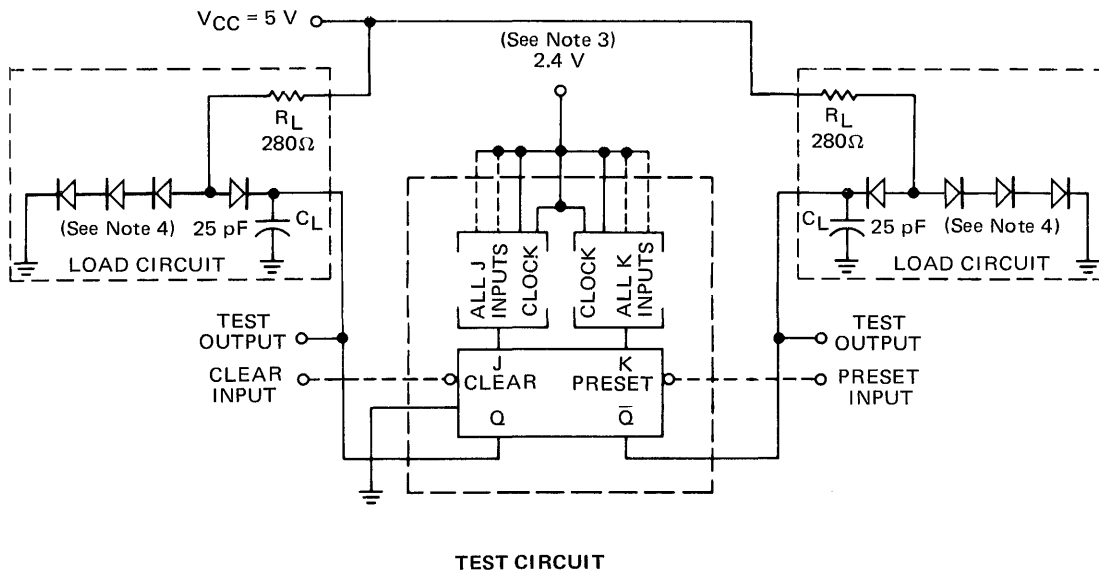 VCC = 5 V
(See Note 3)
2.4 V
RL
280Ω
(See Note 4)
25 pF
CL
LOAD CIRCUIT
RL
280Ω
CL
25 pF
(See Note 4)
LOAD CIRCUIT
ALL J
INPUTS
CLOCK
CLOCK
ALL K
INPUTS
TEST
OUTPUT
CLEAR
INPUT
J
K
CLEAR
PRESET
Q
Q̅
TEST
OUTPUT
PRESET
INPUT
TEST CIRCUIT